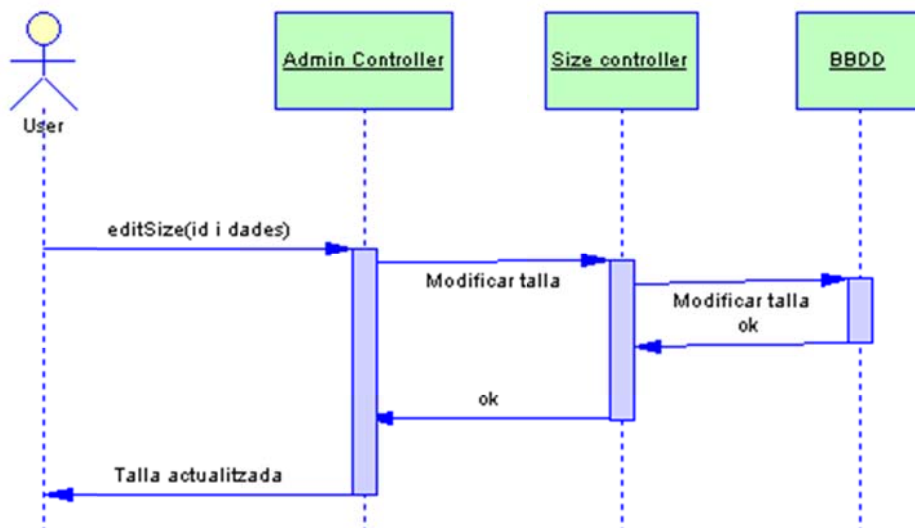 Admin Controller
Size controller
BBDD
User
editSize(id i dades)
Modificar talla
Modificar talla
ok
ok
Talla actualitzada